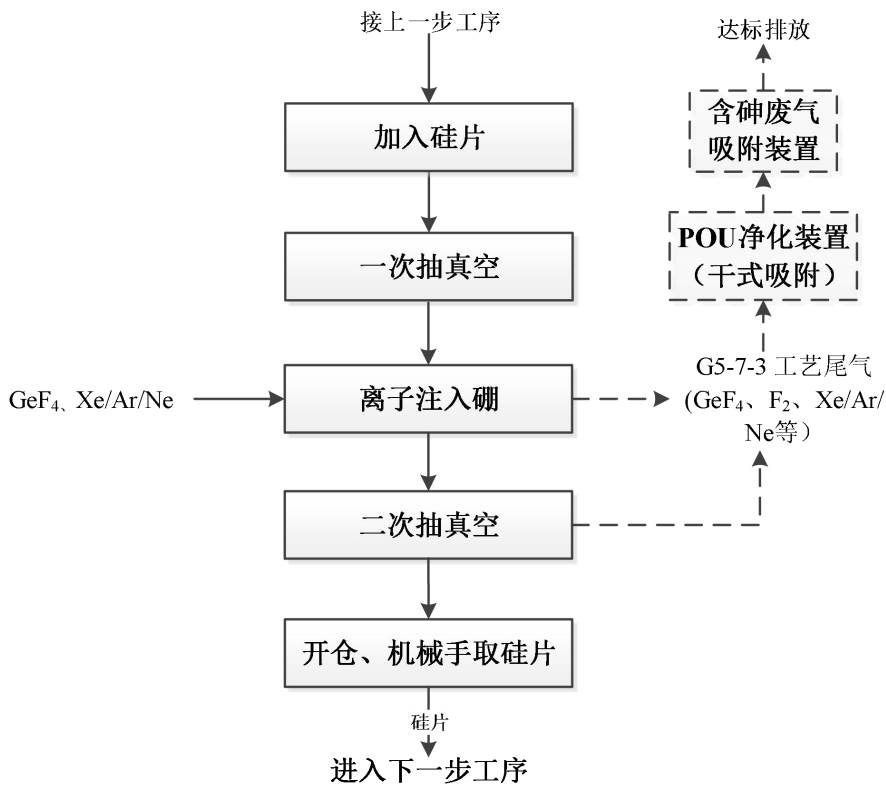 接上一步工序
加入硅片
一次抽真空
GeF₄、Xe/Ar/Ne
离子注入硼
二次抽真空
开仓、机械手取硅片
硅片
进入下一步工序
达标排放
含砷废气
吸附装置
POU净化装置
（干式吸附）
G5-7-3 工艺尾气
(GeF₄、F₂、Xe/Ar/
Ne等）